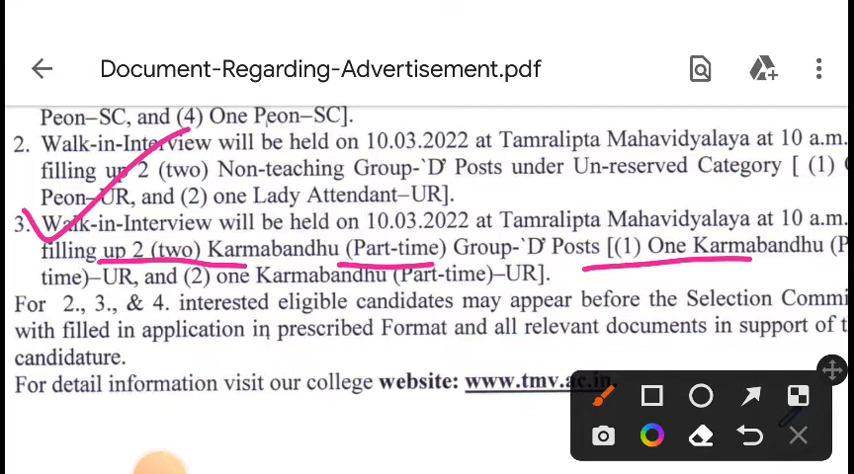 Document-Regarding-Advertisement.pdf
Peon–SC, and (4) One Peon–SC].
2. Walk-in-Interview will be held on 10.03.2022 at Tamralipta Mahavidyalaya at 10 a.m.
filling up 2 (two) Non-teaching Group-`D' Posts under Un-reserved Category [ (1)
Peon–UR, and (2) one Lady Attendant–UR].
3. Walk-in-Interview will be held on 10.03.2022 at Tamralipta Mahavidyalaya at 10 a.m.
filling up 2 (two) Karmabandhu (Part-time) Group-`D' Posts [(1) One Karmabandhu (P
time)–UR, and (2) one Karmabandhu (Part-time)–UR].
For 2., 3., & 4. interested eligible candidates may appear before the Selection Commi
with filled in application in prescribed Format and all relevant documents in support of t
candidature.
For detail information visit our college website: www.tmv.ac.in.